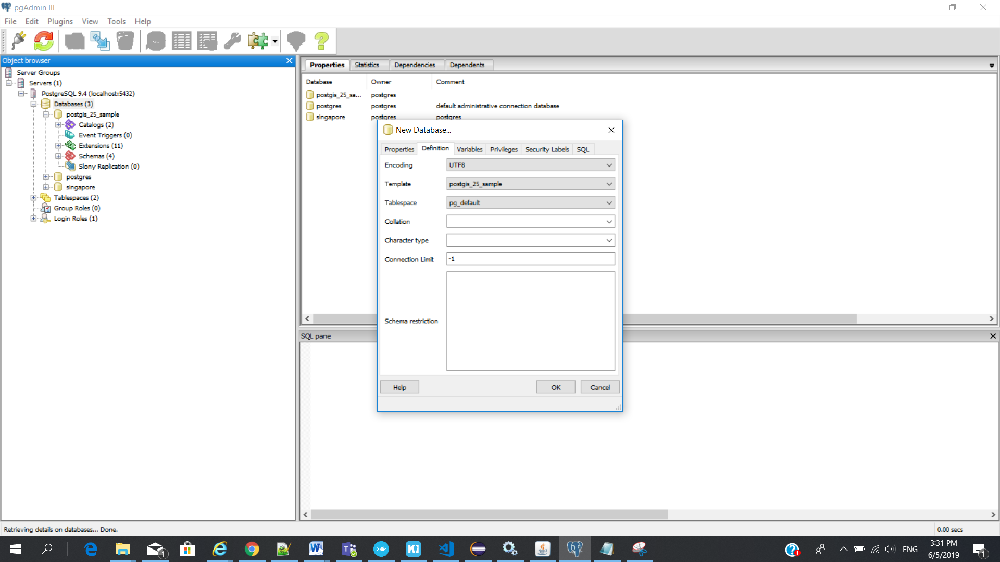 pgAdmin III
File Edit Plugins View Tools Help
Object browser
Server Groups
Servers (1)
PostgreSQL 9.4 (localhost:5432)
Databases (3)
postgis_25_sample
Catalogs (2)
Event Triggers (0)
Extensions (11)
Schemas (4)
Slony Replication (0)
postgres
singapore
Tablespaces (2)
Group Roles (0)
Login Roles (1)
Properties Statistics Dependencies Dependents
Database Owner Comment
postgis_25_sa... postgres
postgres postgres default administrative connection database
singapore postgres postgres
New Database...
Properties Definition Variables Privileges Security Labels SQL
Encoding UTF8
Template postgis_25_sample
Tablespace pg_default
Collation
Character type
Connection Limit -1
Schema restriction
Help OK Cancel
SQL pane
Retrieving details on databases... Done. 0.00 secs
ENG
3:31 PM
6/5/2019